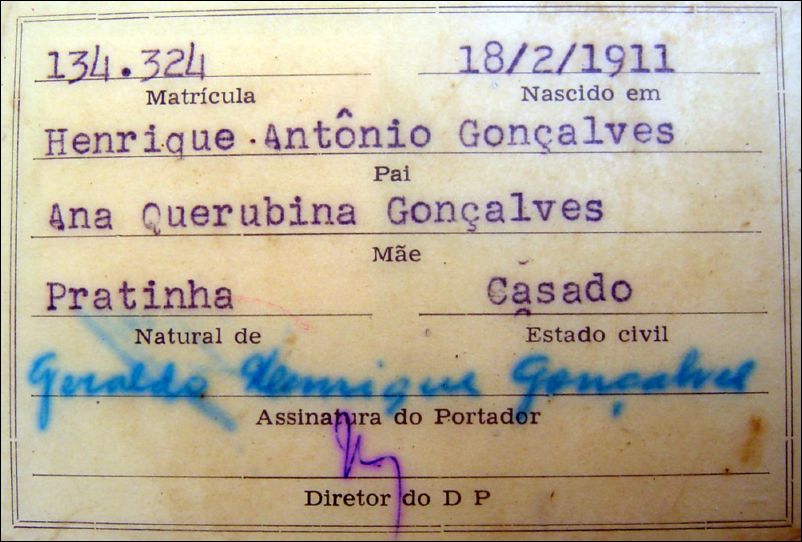 134.324 18/2/1911
Matrícula Nascido em
Henrique Antônio Gonçalves
Pai
Ana Querubina Gonçalves
Mãe
Pratinha Casado
Natural de Estado civil
Geraldo Henrique Gonçalves
Assinatura do Portador
Diretor do D P